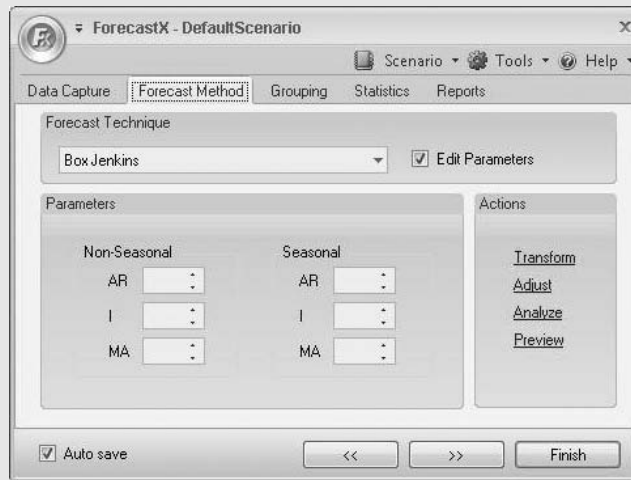 ForecastX - DefaultScenario
Scenario Tools Help
Data Capture Forecast Method Grouping Statistics Reports
Forecast Technique
Box Jenkins Edit Parameters
Parameters
Non-Seasonal Seasonal
AR AR
I I
MA MA
Actions
Transform
Adjust
Analyze
Preview
Auto save << >> Finish